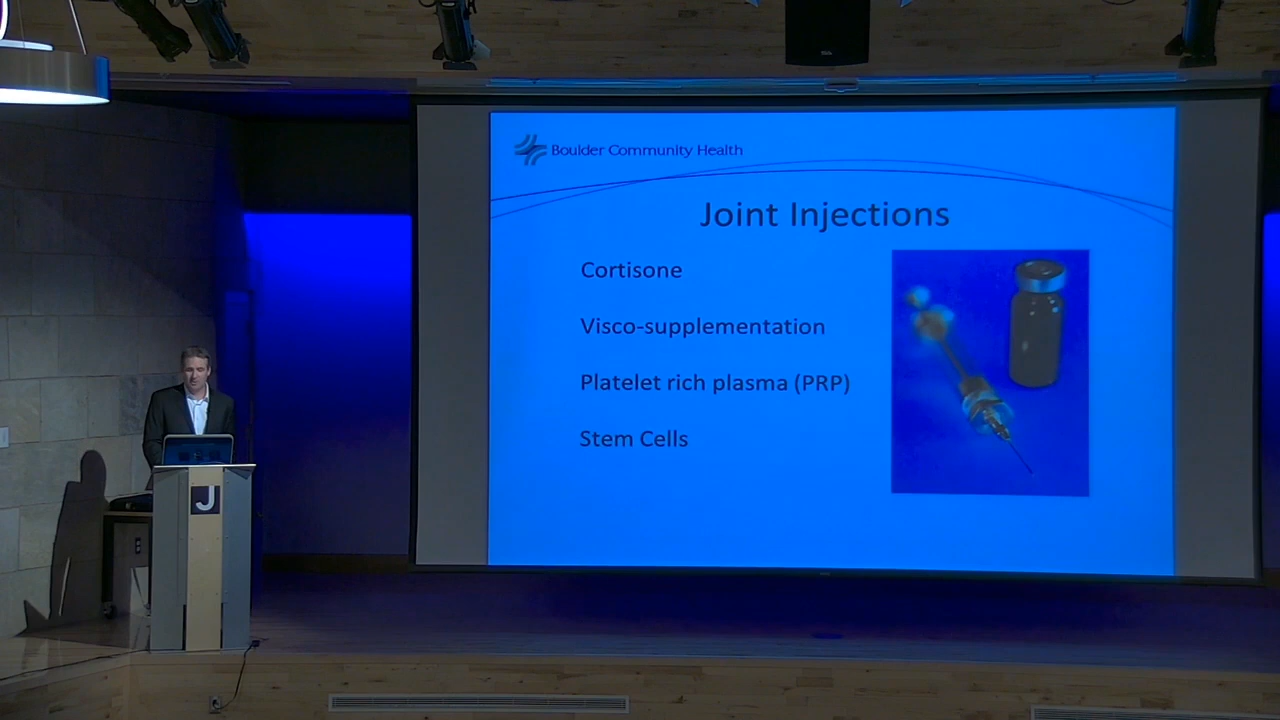 Boulder Community Health
Joint Injections
Cortisone
Visco-supplementation
Platelet rich plasma (PRP)
Stem Cells
J